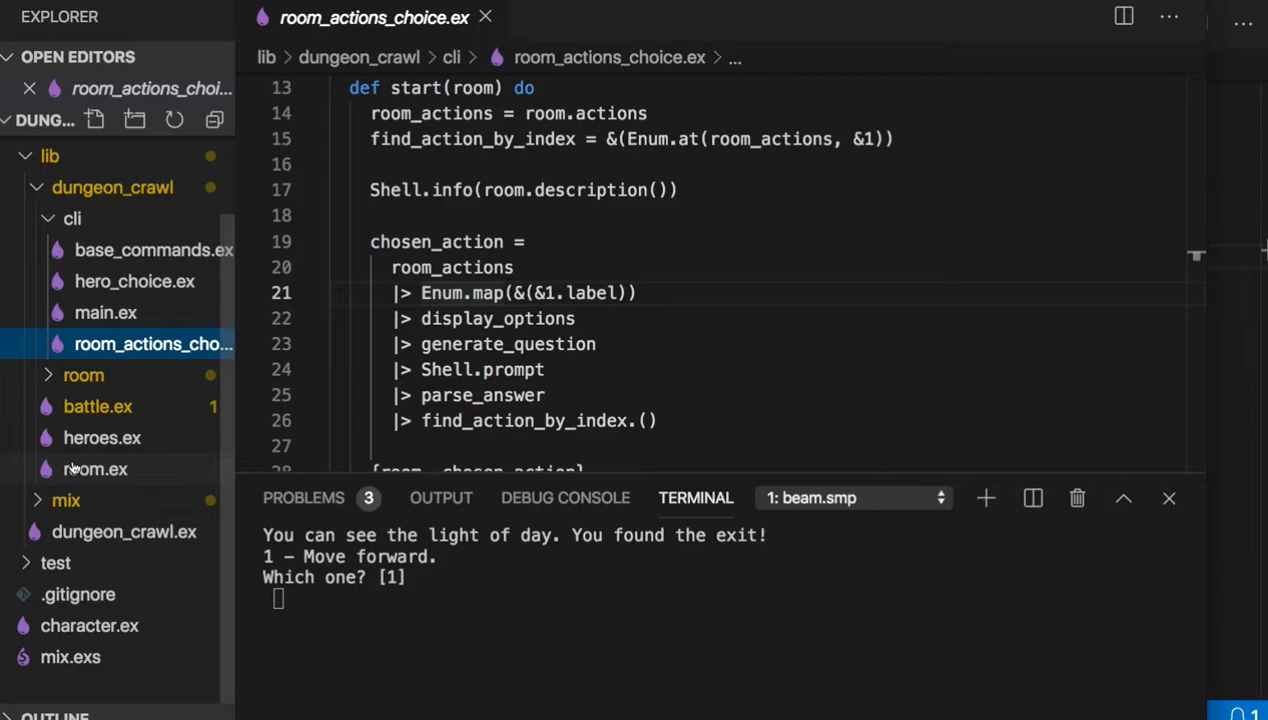 EXPLORER
OPEN EDITORS
room_actions_choi...
DUNG...
lib
dungeon_crawl
cli
base_commands.ex
hero_choice.ex
main.ex
room_actions_cho...
room
battle.ex 1
heroes.ex
room.ex
mix
dungeon_crawl.ex
test
.gitignore
character.ex
mix.exs
OUTLINE
room_actions_choice.ex
lib > dungeon_crawl > cli > room_actions_choice.ex > ...
13 def start(room) do
14 room_actions = room.actions
15 find_action_by_index = &(Enum.at(room_actions, &1))
16
17 Shell.info(room.description())
18
19 chosen_action =
20 room_actions
21 |> Enum.map(&(&1.label))
22 |> display_options
23 |> generate_question
24 |> Shell.prompt
25 |> parse_answer
26 |> find_action_by_index.()
27
28 {room, chosen_action}
PROBLEMS 3 OUTPUT DEBUG CONSOLE TERMINAL 1: beam.smp
You can see the light of day. You found the exit!
1 - Move forward.
Which one? [1]
1